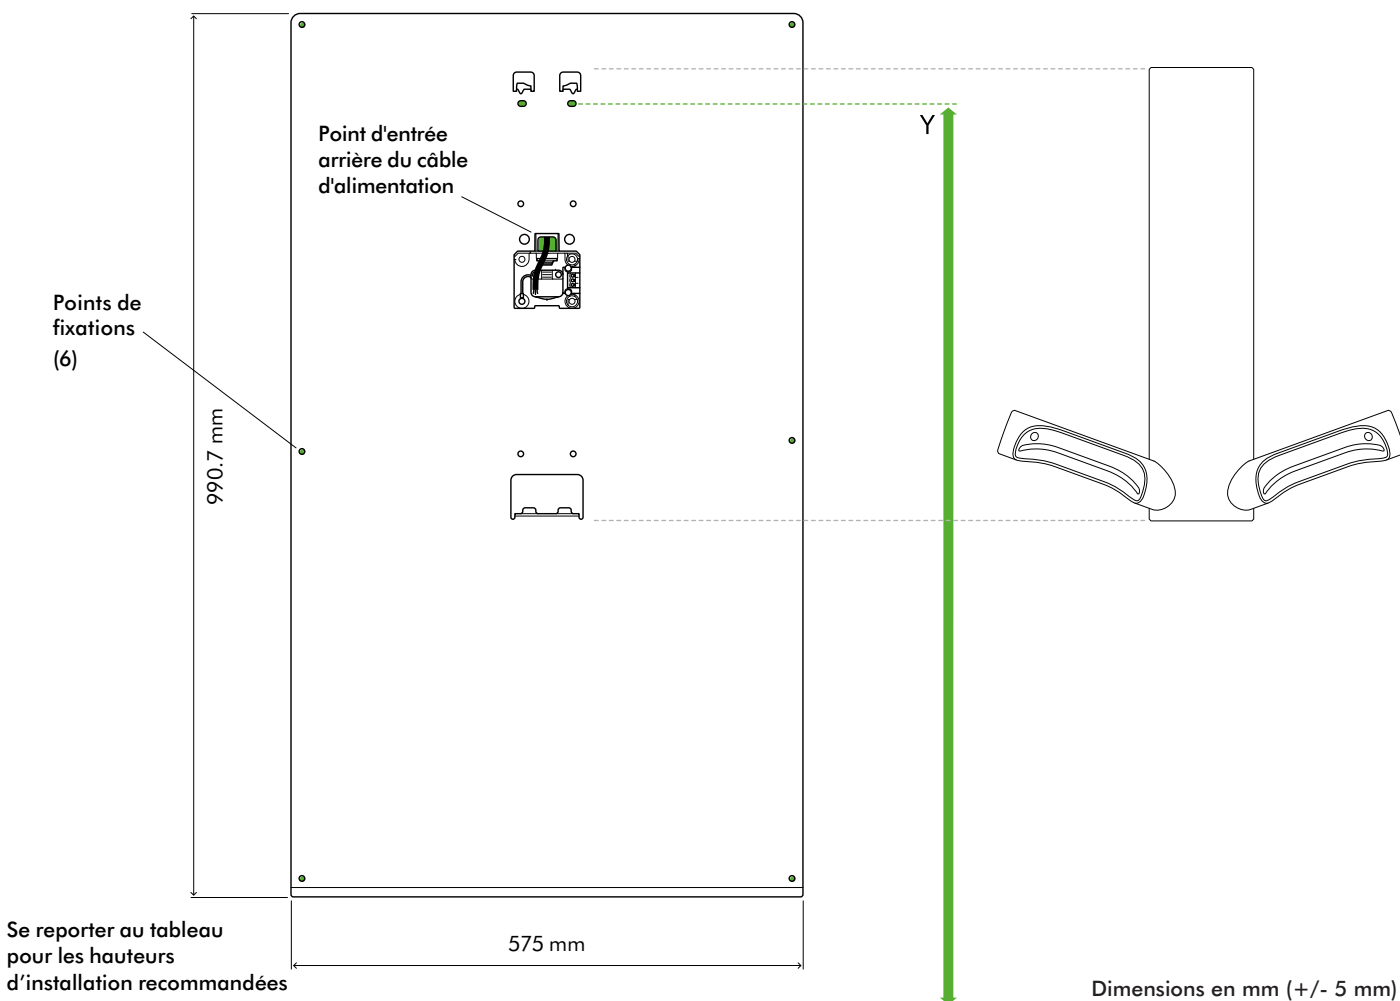 Point d'entrée
arrière du câble
d'alimentation
Y
Points de
fixations
(6)
990.7 mm
575 mm
Se reporter au tableau
pour les hauteurs
d’installation recommandées
Dimensions en mm (+/- 5 mm)